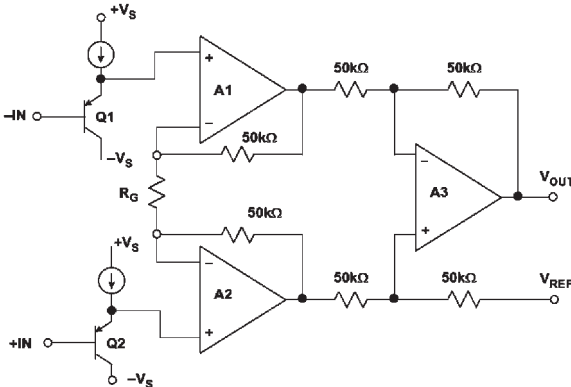 +VS
50kΩ
50kΩ
+
A1
–IN
Q1
–
50kΩ
–VS
–
VOUT
RG
A3
50kΩ
+
+VS
–
50kΩ
50kΩ
VREF
A2
+
+IN
Q2
–VS